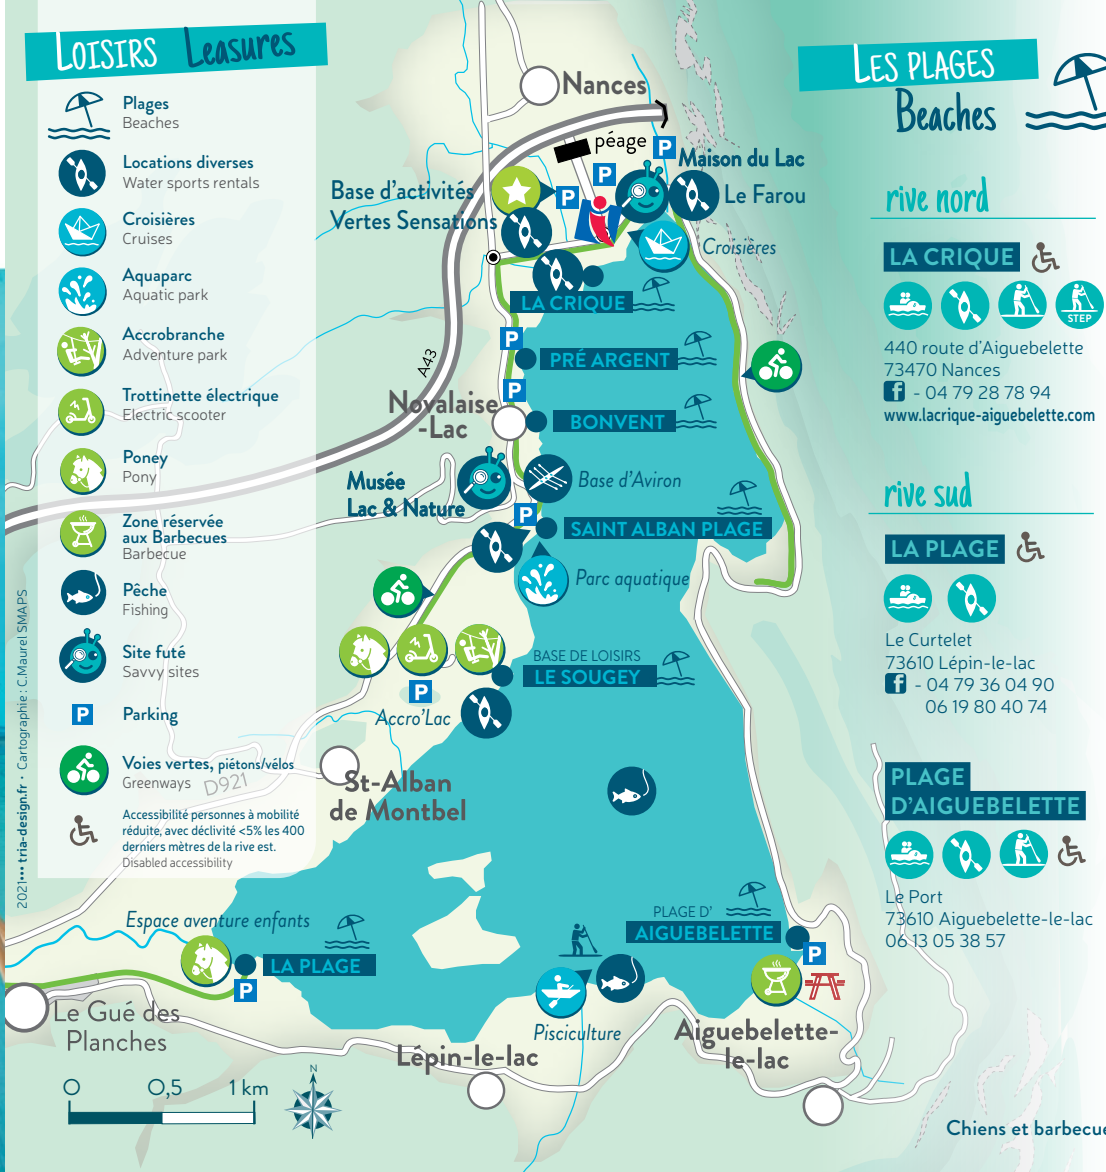 LOISIRS Leasures
Plages
Beaches
Locations diverses
Water sports rentals
Croisières
Cruises
Aquaparc
Aquatic park
Accrobranche
Adventure park
Trottinette électrique
Electric scooter
Poney
Pony
Zone réservée
aux Barbecues
Barbecue
Pêche
Fishing
Site futé
Savvy sites
P Parking
Voies vertes, piétons/vélos
Greenways
D921
Accessibilité personnes à mobilité
réduite, avec déclivité <5% les 400
derniers mètres de la rive est.
Disabled accessibility
2021••• tria-design.fr • Cartographie : C.Maurel SMAPS
Nances
péage
P
P
P
Maison du Lac
Le Farou
Base d'activités
Vertes Sensations
Croisières
LA CRIQUE
A43
P
PRÉ ARGENT
P
Novalaise
-Lac
BONVENT
Musée
Lac & Nature
Base d'Aviron
P
SAINT ALBAN PLAGE
Parc aquatique
BASE DE LOISIRS
LE SOUGEY
P
Accro'Lac
St-Alban
de Montbel
Espace aventure enfants
LA PLAGE
P
PLAGE D'
AIGUEBELETTE
P
Pisciculture
Le Gué des
Planches
Lépin-le-lac
Aiguebelette-
le-lac
0 0,5 1 km
N
LES PLAGES
Beaches
rive nord
LA CRIQUE
STEP
440 route d'Aiguebelette
73470 Nances
f - 04 79 28 78 94
www.lacrique-aiguebelette.com
rive sud
LA PLAGE
Le Curtelet
73610 Lépin-le-lac
f - 04 79 36 04 90
06 19 80 40 74
PLAGE
D'AIGUEBELETTE
Le Port
73610 Aiguebelette-le-lac
06 13 05 38 57
Chiens et barbecue